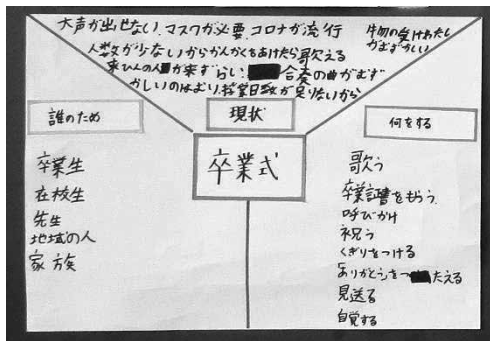 大声が出せない、マスクが必要、コロナが流行
人数が少ないからかんかくをあけたら歌える
来ひんの人が来ずらい、合奏の曲がむず
かしいのはむり、授業日数が足りないから
物の受けわたし
がむずかしい
現状
誰のため
卒業生
在校生
先生
地域の人
家族
卒業式
何をする
歌う
卒業証書をもらう
呼びかけ
祝う
くぎりをつける
ありがとうをつたえる
見送る
自覚する